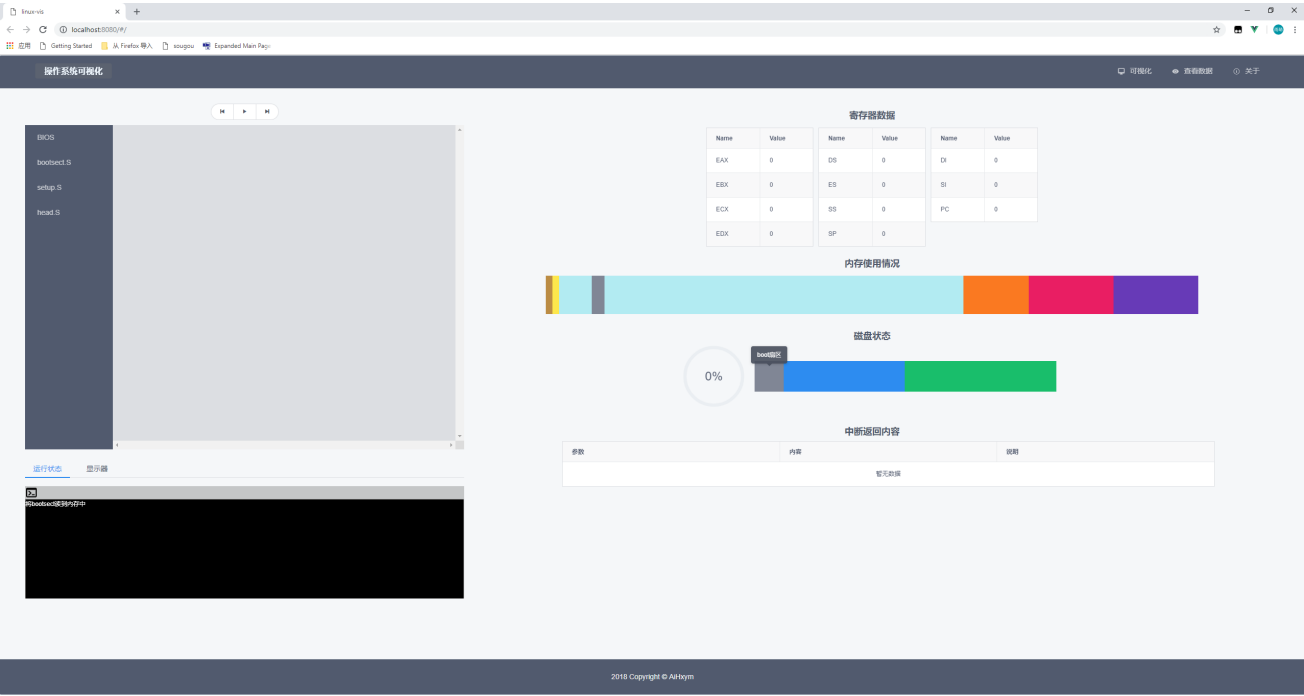 linux-vis
localhost:8080/#/
应用 Getting Started 从 Firefox 导入 sougou Expanded Main Page
操作系统可视化
可视化 查看数据 关于
BIOS
bootsect.S
setup.S
head.S
运行状态 显示器
将bootsect读到内存中
寄存器数据
Name Value Name Value Name Value
EAX 0 DS 0 DI 0
EBX 0 ES 0 SI 0
ECX 0 SS 0 PC 0
EDX 0 SP 0
内存使用情况
磁盘状态
boot扇区
0%
中断返回内容
参数 内容 说明
暂无数据
2018 Copyright © AiHxym